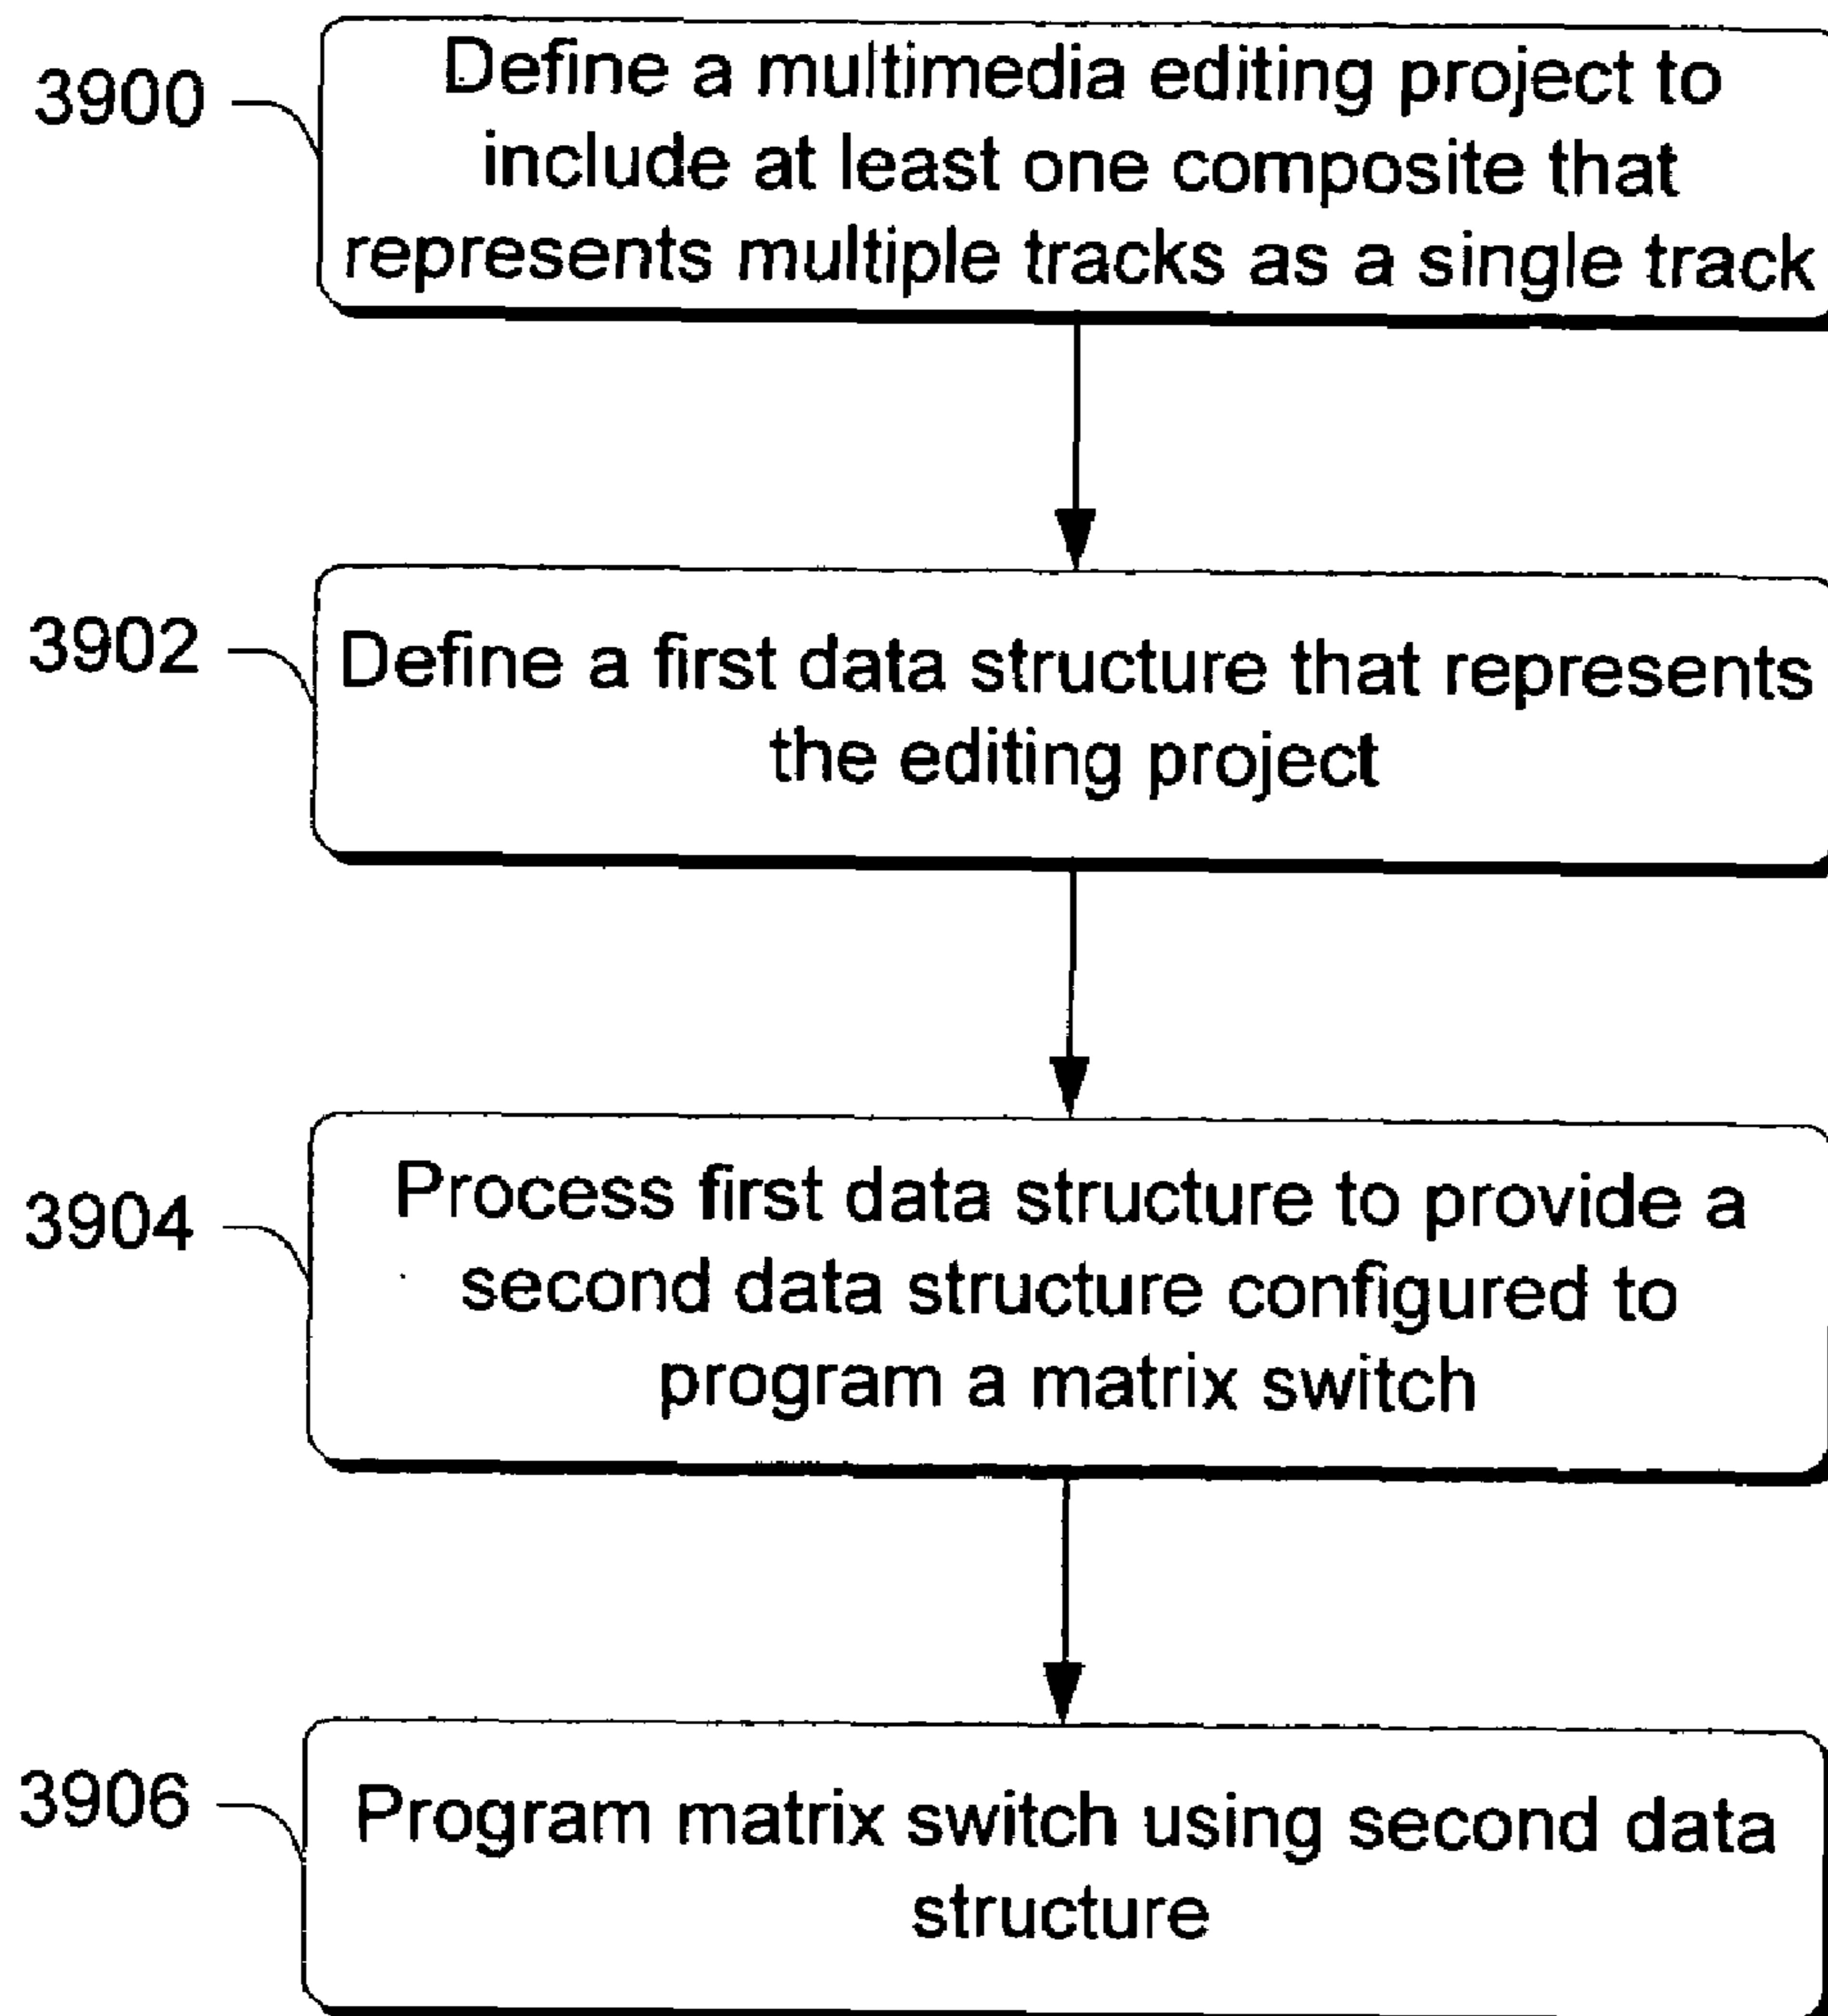 3900
Define a multimedia editing project to
include at least one composite that
represents multiple tracks as a single track
3902
Define a first data structure that represents
the editing project
3904
Process first data structure to provide a
second data structure configured to
program a matrix switch
3906
Program matrix switch using second data
structure